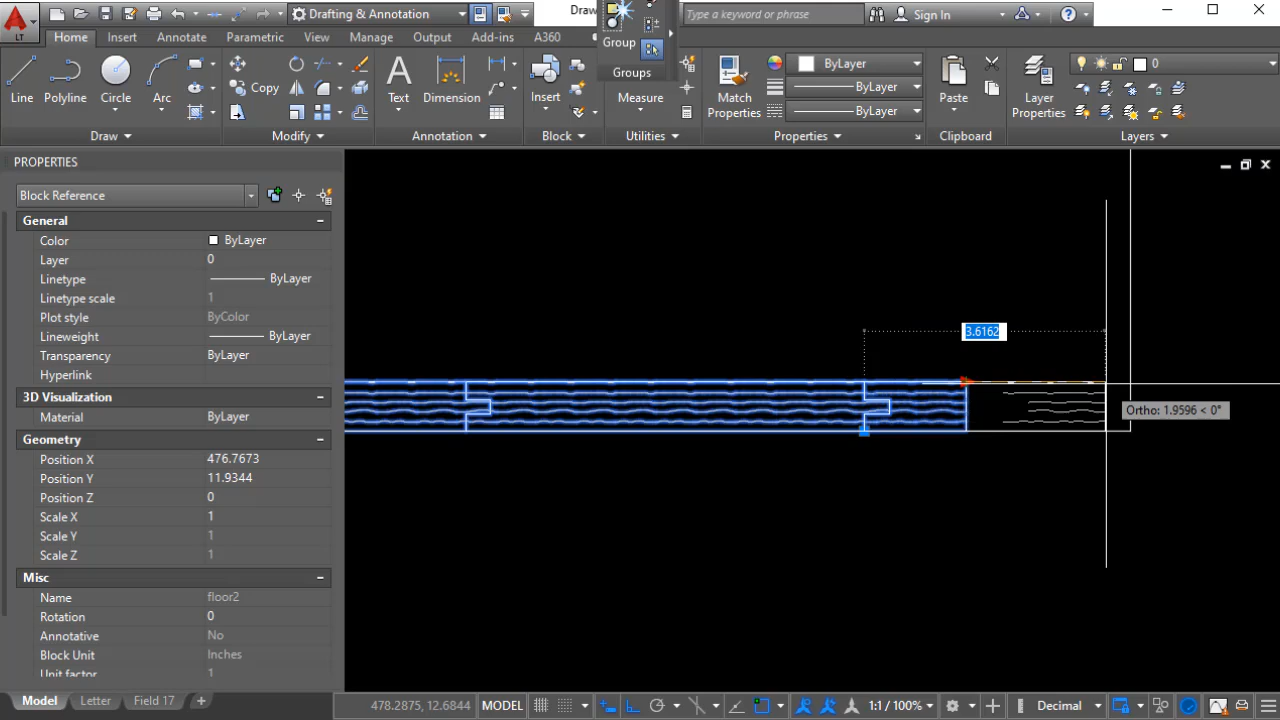 LT
Drafting & Annotation
Draw
Type a keyword or phrase
Sign In
Home
Insert
Annotate
Parametric
View
Manage
Output
Add-ins
A360
Line
Polyline
Circle
Arc
Copy
Text
Dimension
Insert
Group
Groups
Measure
Match
Properties
ByLayer
ByLayer
ByLayer
Paste
Layer
Properties
0
Draw
Modify
Annotation
Block
Utilities
Properties
Clipboard
Layers
PROPERTIES
Block Reference
General
Color ByLayer
Layer 0
Linetype ByLayer
Linetype scale 1
Plot style ByColor
Lineweight ByLayer
Transparency ByLayer
Hyperlink
3D Visualization
Material ByLayer
Geometry
Position X 476.7673
Position Y 11.9344
Position Z 0
Scale X 1
Scale Y 1
Scale Z 1
Misc
Name floor2
Rotation 0
Annotative No
Block Unit Inches
Unit factor 1
3.6162
Ortho: 1.9596 < 0°
Model
Letter
Field 17
+
478.2875, 12.6844
MODEL
1:1 / 100%
Decimal